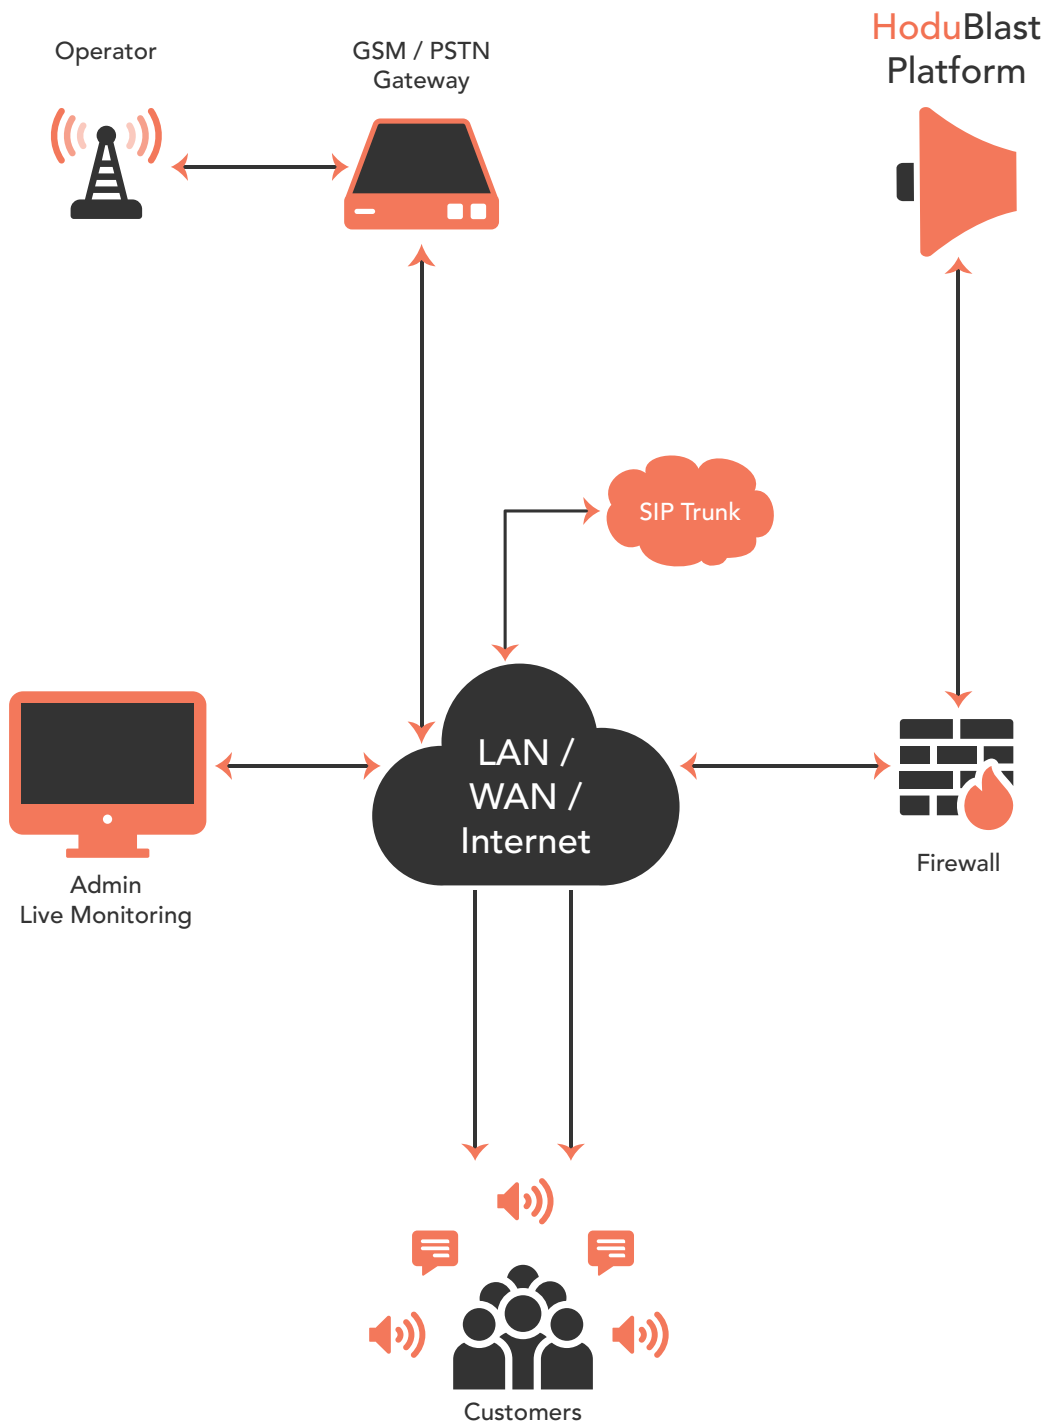 Operator
GSM / PSTN
Gateway
HoduBlast
Platform
SIP Trunk
LAN /
WAN /
Internet
Admin
Live Monitoring
Firewall
Customers